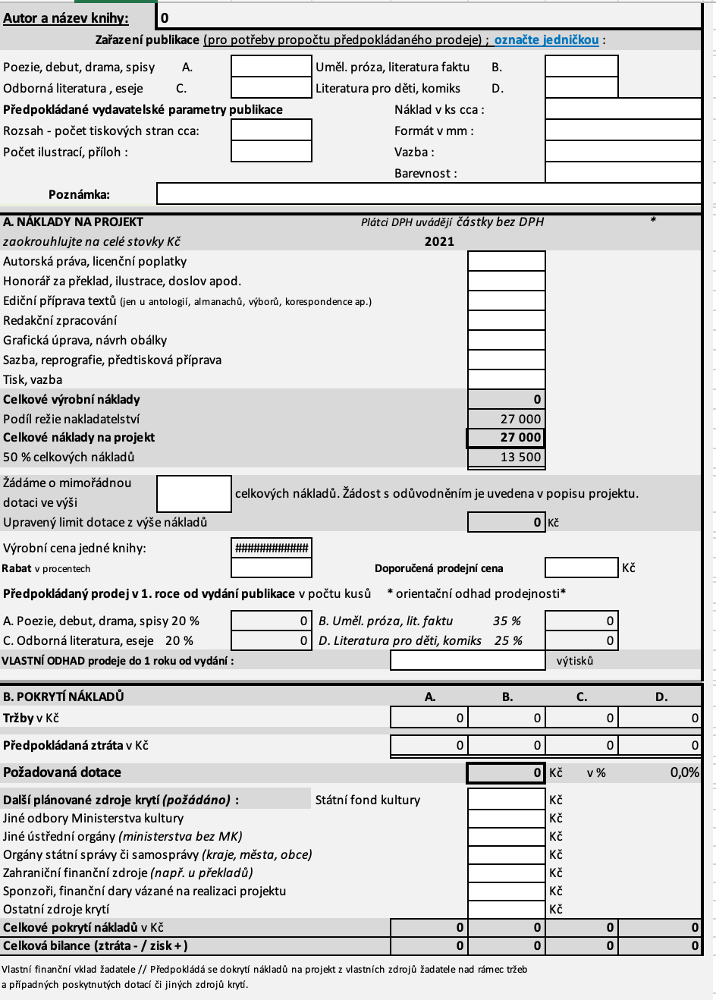 Autor a název knihy: 0
Zařazení publikace (pro potřeby propočtu předpokládaného prodeje) ; označte jedničkou :
Poezie, debut, drama, spisy A. Uměl. próza, literatura faktu B.
Odborná literatura , eseje C. Literatura pro děti, komiks D.
Předpokládané vydavatelské parametry publikace Náklad v ks cca :
Rozsah - počet tiskových stran cca: Formát v mm :
Počet ilustrací, příloh : Vazba :
Barevnost :
Poznámka:
A. NÁKLADY NA PROJEKT Plátci DPH uvádějí částky bez DPH *
zaokrouhlujte na celé stovky Kč 2021
Autorská práva, licenční poplatky
Honorář za překlad, ilustrace, doslov apod.
Ediční příprava textů (jen u antologií, almanachů, výborů, korespondence ap.)
Redakční zpracování
Grafická úprava, návrh obálky
Sazba, reprografie, předtisková příprava
Tisk, vazba
Celkové výrobní náklady 0
Podíl režie nakladatelství 27 000
Celkové náklady na projekt 27 000
50 % celkových nákladů 13 500
Žádáme o mimořádnou
dotaci ve výši celkových nákladů. Žádost s odůvodněním je uvedena v popisu projektu.
Upravený limit dotace z výše nákladů 0 Kč
Výrobní cena jedné knihy: ############
Rabat v procentech Doporučená prodejní cena Kč
Předpokládaný prodej v 1. roce od vydání publikace v počtu kusů * orientační odhad prodejnosti*
A. Poezie, debut, drama, spisy 20 % 0 B. Uměl. próza, lit. faktu 35 % 0
C. Odborná literatura, eseje 20 % 0 D. Literatura pro děti, komiks 25 % 0
VLASTNÍ ODHAD prodeje do 1 roku od vydání : výtisků
B. POKRYTÍ NÁKLADŮ A. B. C. D.
Tržby v Kč 0 0 0 0
Předpokládaná ztráta v Kč 0 0 0 0
Požadovaná dotace 0 Kč v % 0,0%
Další plánované zdroje krytí (požádáno) : Státní fond kultury Kč
Jiné odbory Ministerstva kultury Kč
Jiné ústřední orgány (ministerstva bez MK) Kč
Orgány státní správy či samosprávy (kraje, města, obce) Kč
Zahraniční finanční zdroje (např. u překladů) Kč
Sponzoři, finanční dary vázané na realizaci projektu Kč
Ostatní zdroje krytí Kč
Celkové pokrytí nákladů v Kč 0 0 0 0
Celková bilance (ztráta - / zisk + ) 0 0 0 0
Vlastní finanční vklad žadatele // Předpokládá se dokrytí nákladů na projekt z vlastních zdrojů žadatele nad rámec tržeb
a případných poskytnutých dotací či jiných zdrojů krytí.